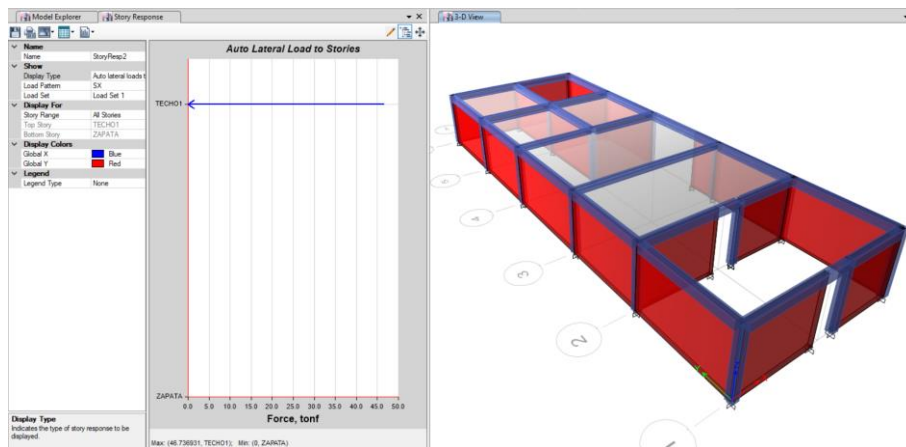 Model Explorer
Story Response
3-D View
Name
Name StoryResp2
Show
Display Type Auto lateral loads t
Load Pattern SX
Load Set Load Set 1
Display For
Story Range All Stories
Top Story TECHO1
Bottom Story ZAPATA
Display Colors
Global X Blue
Global Y Red
Legend
Legend Type None
Display Type
Indicates the type of story response to be
displayed.
Auto Lateral Load to Stories
TECHO1
ZAPATA
0.0 5.0 10.0 15.0 20.0 25.0 30.0 35.0 40.0 45.0 50.0
Force, tonf
Max: (46.736931, TECHO1); Min: (0, ZAPATA)
4
3
2
1